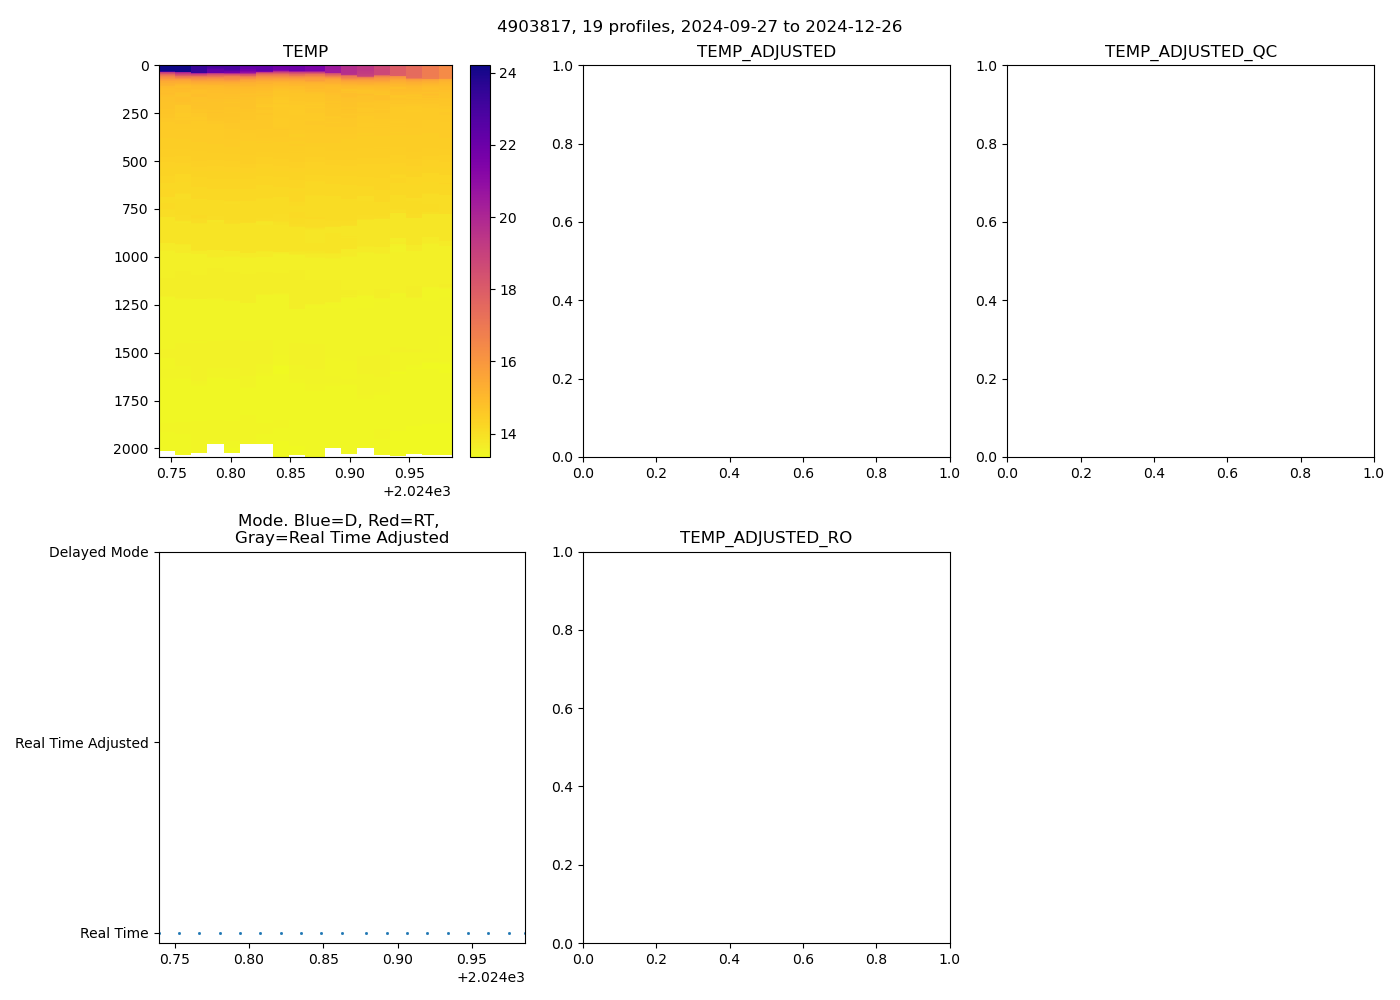 4903817, 19 profiles, 2024-09-27 to 2024-12-26
TEMP
0
250
500
750
1000
1250
1500
1750
2000
0.75 0.80 0.85 0.90 0.95
+2.024e3
24
22
20
18
16
14
TEMP_ADJUSTED
1.0
0.8
0.6
0.4
0.2
0.0
0.0 0.2 0.4 0.6 0.8 1.0
TEMP_ADJUSTED_QC
1.0
0.8
0.6
0.4
0.2
0.0
0.0 0.2 0.4 0.6 0.8 1.0
Mode. Blue=D, Red=RT,
Gray=Real Time Adjusted
Delayed Mode
Real Time Adjusted
Real Time
0.75 0.80 0.85 0.90 0.95
+2.024e3
TEMP_ADJUSTED_RO
1.0
0.8
0.6
0.4
0.2
0.0
0.0 0.2 0.4 0.6 0.8 1.0